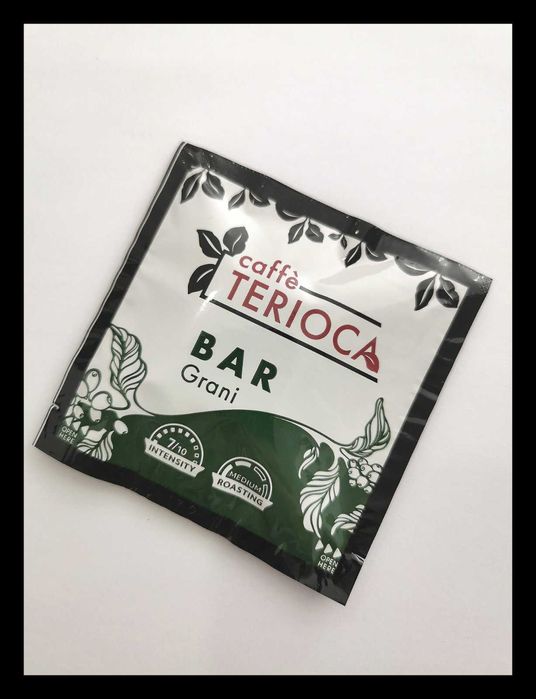 caffè
TERIOCA
BAR
Grani
7/10
INTENSITY
MEDIUM
ROASTING
OPEN
HERE
OPEN
HERE